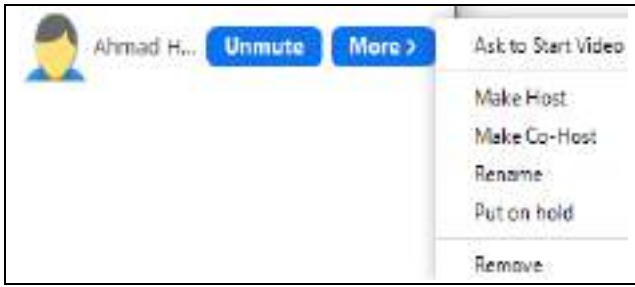 Ahmad H... Unmute More >
Ask to Start Video
Make Host
Make Co-Host
Rename
Put on hold
Remove